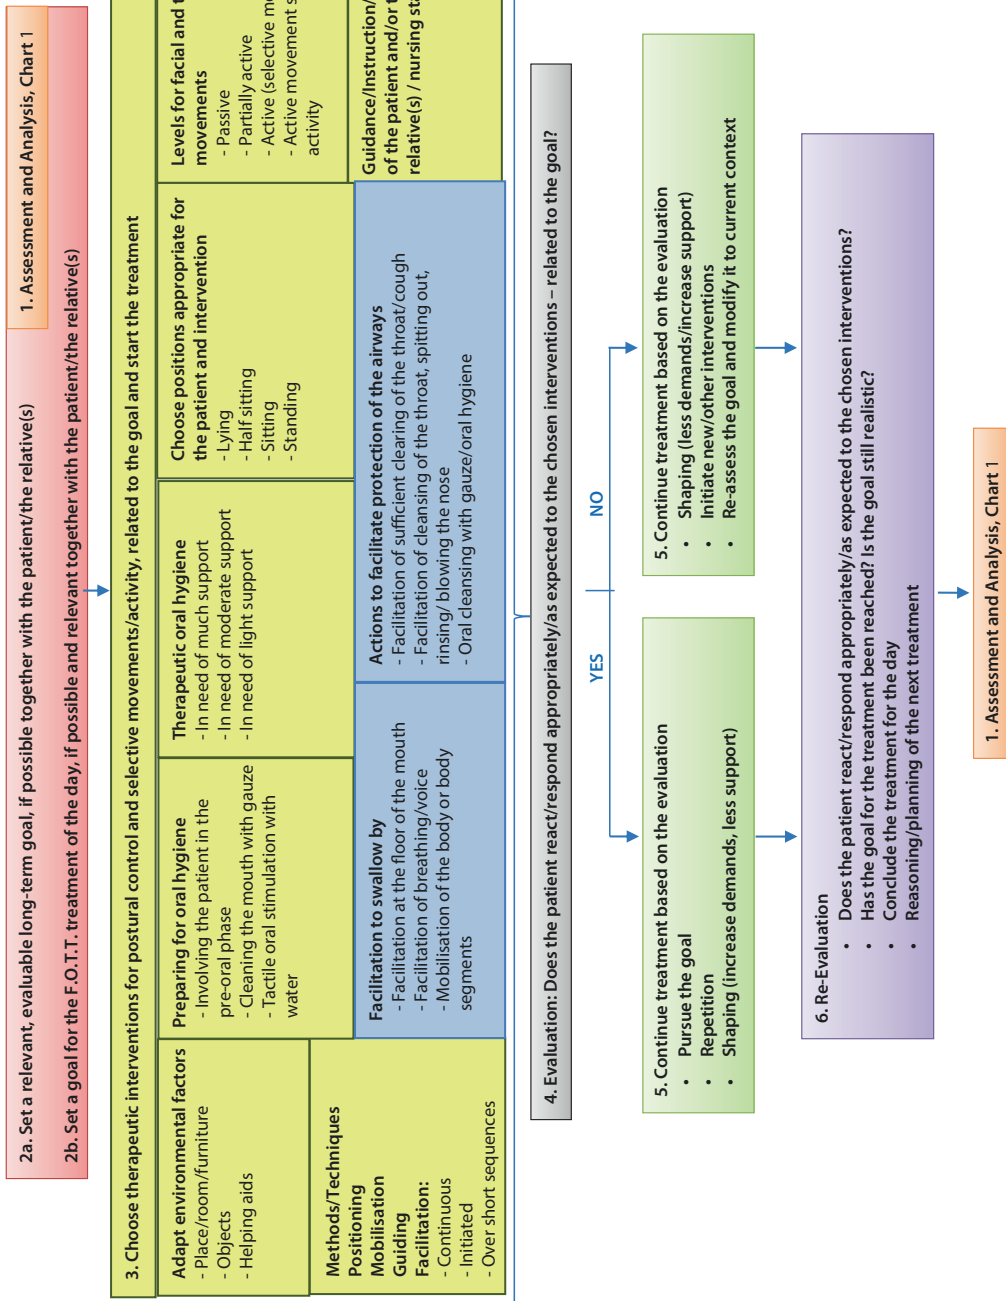 1. Assessment and Analysis, Chart 1
2a. Set a relevant, evaluable long-term goal, if possible together with the patient/the relative(s)
2b. Set a goal for the F.O.T.T. treatment of the day, if possible and relevant together with the patient/the relative(s)
3. Choose therapeutic interventions for postural control and selective movements/activity, related to the goal and start the treatment
Adapt environmental factors
- Place/room/furniture
- Objects
- Helping aids
Preparing for oral hygiene
- Involving the patient in the
pre-oral phase
- Cleaning the mouth with gauze
- Tactile oral stimulation with
water
Therapeutic oral hygiene
- In need of much support
- In need of moderate support
- In need of light support
Choose positions appropriate for
the patient and intervention
- Lying
- Half sitting
- Sitting
- Standing
Levels for facial and
movements
- Passive
- Partially active
- Active (selective
- Active movement
activity
Methods/Techniques
Positioning
Mobilisation
Guiding
Facilitation:
- Continuous
- Initiated
- Over short sequences
Facilitation to swallow by
- Facilitation at the floor of the mouth
- Facilitation of breathing/voice
- Mobilisation of the body or body
segments
Actions to facilitate protection of the airways
- Facilitation of sufficient clearing of the throat/cough
- Facilitation of cleansing of the throat, spitting out,
rinsing/ blowing the nose
- Oral cleansing with gauze/oral hygiene
Guidance/Instruction/
of the patient and/or
relative(s) / nursing
4. Evaluation: Does the patient react/respond appropriately/as expected to the chosen interventions – related to the goal?
YES
NO
5. Continue treatment based on the evaluation
• Pursue the goal
• Repetition
• Shaping (increase demands, less support)
5. Continue treatment based on the evaluation
• Shaping (less demands/increase support)
• Initiate new/other interventions
• Re-assess the goal and modify it to current context
6. Re-Evaluation
• Does the patient react/respond appropriately/as expected to the chosen interventions?
• Has the goal for the treatment been reached? Is the goal still realistic?
• Conclude the treatment for the day
• Reasoning/planning of the next treatment
1. Assessment and Analysis, Chart 1